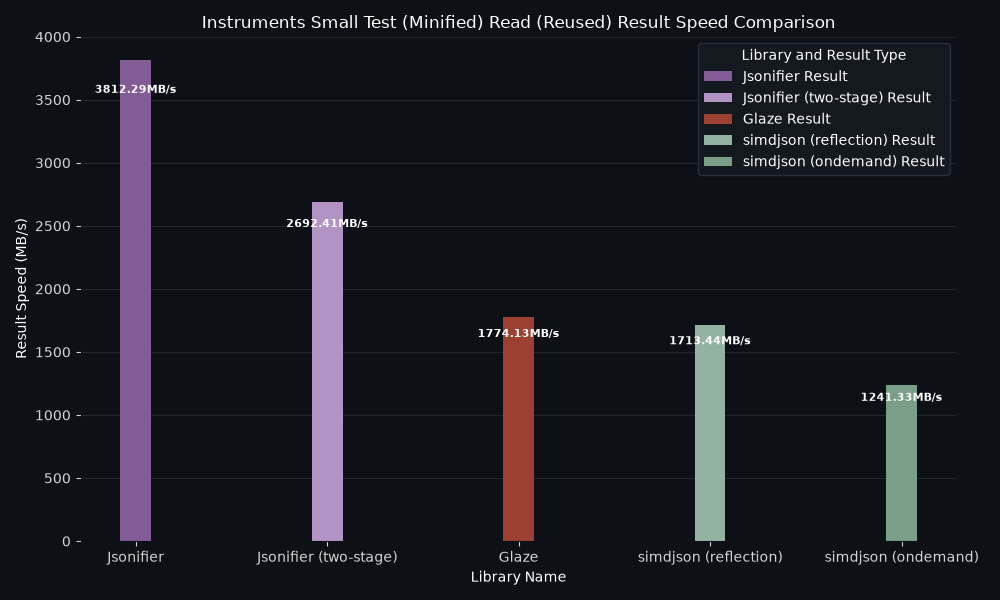 Instruments Small Test (Minified) Read (Reused) Result Speed Comparison
Library and Result Type
Jsonifier Result
Jsonifier (two-stage) Result
Glaze Result
simdjson (reflection) Result
simdjson (ondemand) Result
Result Speed (MB/s)
4000
3500
3000
2500
2000
1500
1000
500
0
3812.29MB/s
2692.41MB/s
1774.13MB/s
1713.44MB/s
1241.33MB/s
Jsonifier
Jsonifier (two-stage)
Glaze
simdjson (reflection)
simdjson (ondemand)
Library Name